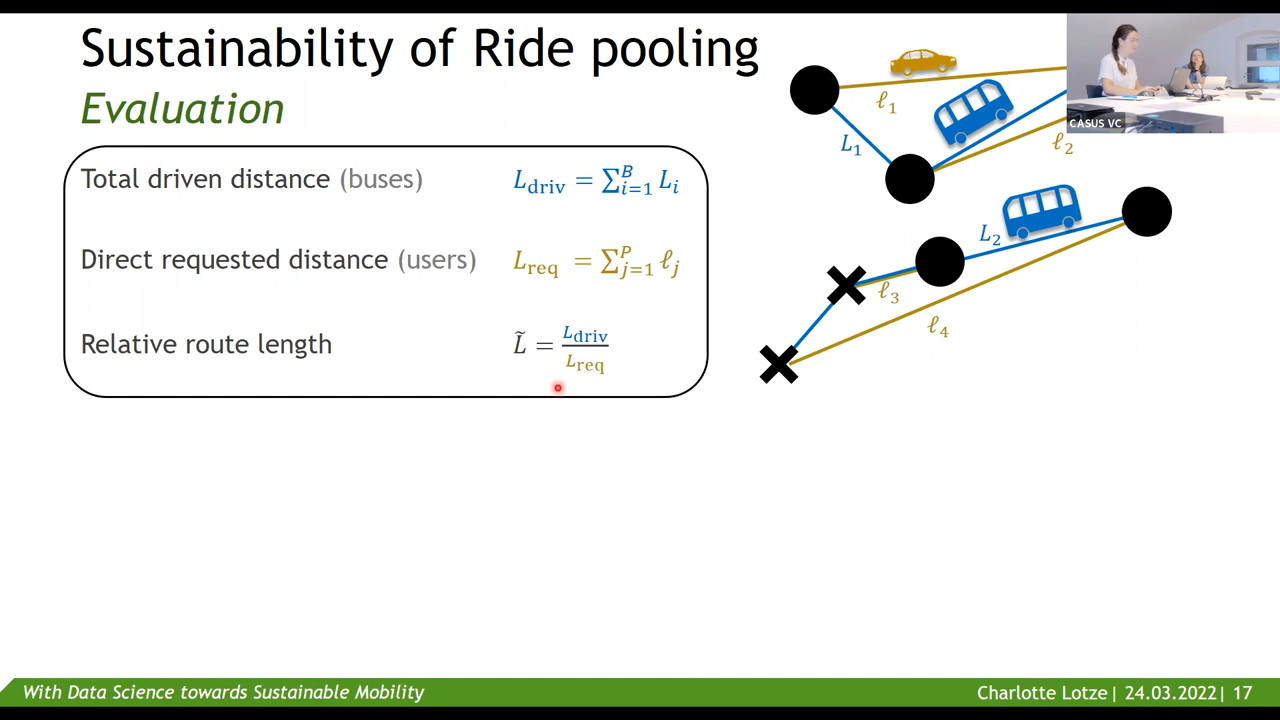 Sustainability of Ride pooling
Evaluation
Total driven distance (buses) L_driv = ∑_{i=1}^{B} L_i
Direct requested distance (users) L_req = ∑_{j=1}^{P} ℓ_j
Relative route length L̃ = L_driv / L_req
ℓ_1
L_1
ℓ_2
L_2
ℓ_3
ℓ_4
CASUS VC
With Data Science towards Sustainable Mobility
Charlotte Lotze| 24.03.2022| 17